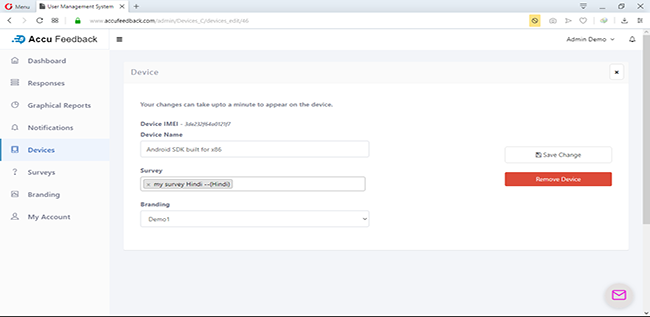 Menu
User Management System
www.accufeedback.com/admin/Devices_C/devices_edit/46
Accu Feedback
Admin Demo
Dashboard
Responses
Graphical Reports
Notifications
Devices
Surveys
Branding
My Account
Device
Your changes can take upto a minute to appear on the device.
Device IMEI - 3de232f64a0121f7
Device Name
Android SDK built for x86
Survey
× my survey Hindi --(Hindi)
Branding
Demo1
Save Change
Remove Device